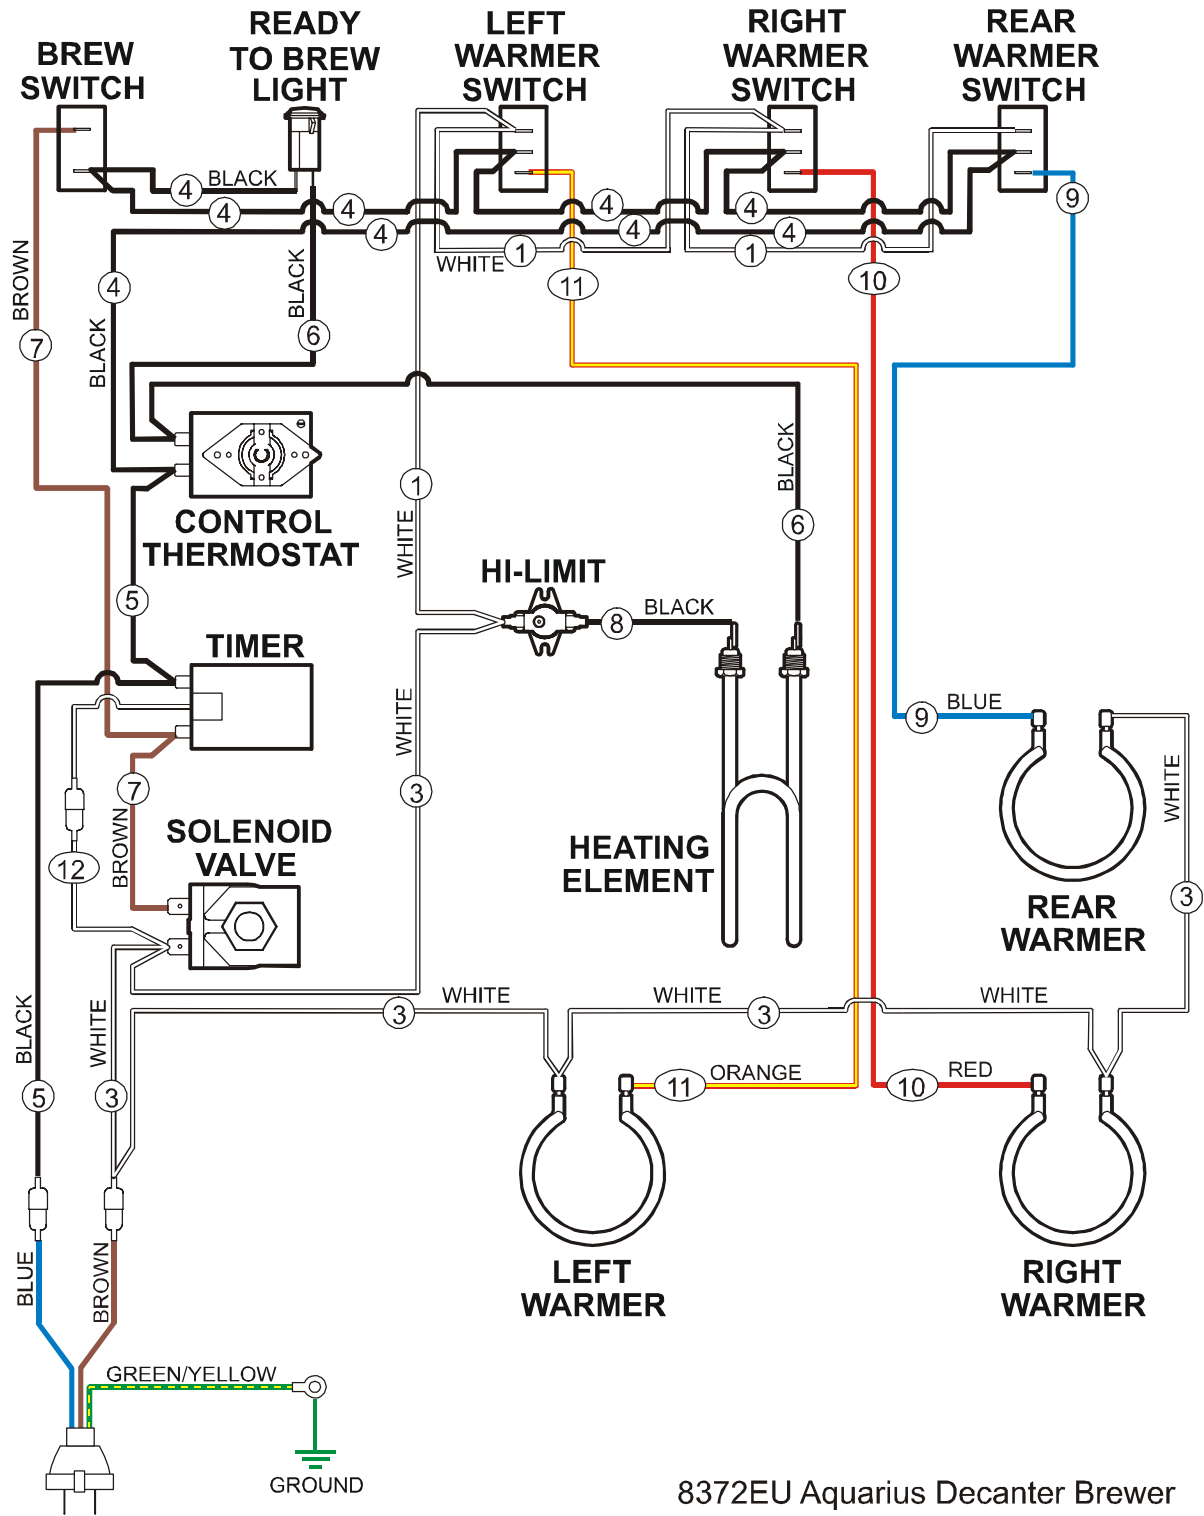 READY
TO BREW
LIGHT
LEFT
WARMER
SWITCH
RIGHT
WARMER
SWITCH
REAR
WARMER
SWITCH
BREW
SWITCH
4
BLACK
4
4
4
4
4
4
4
9
WHITE
1
1
11
10
BROWN
7
4
BLACK
BLACK
6
CONTROL
THERMOSTAT
1
WHITE
BLACK
6
HI-LIMIT
8
BLACK
5
TIMER
WHITE
3
9
BLUE
WHITE
3
7
BROWN
12
SOLENOID
VALVE
HEATING
ELEMENT
REAR
WARMER
BLACK
5
WHITE
3
3
WHITE
WHITE
3
WHITE
11
ORANGE
10
RED
LEFT
WARMER
RIGHT
WARMER
BLUE
BROWN
GREEN/YELLOW
GROUND
8372EU Aquarius Decanter Brewer